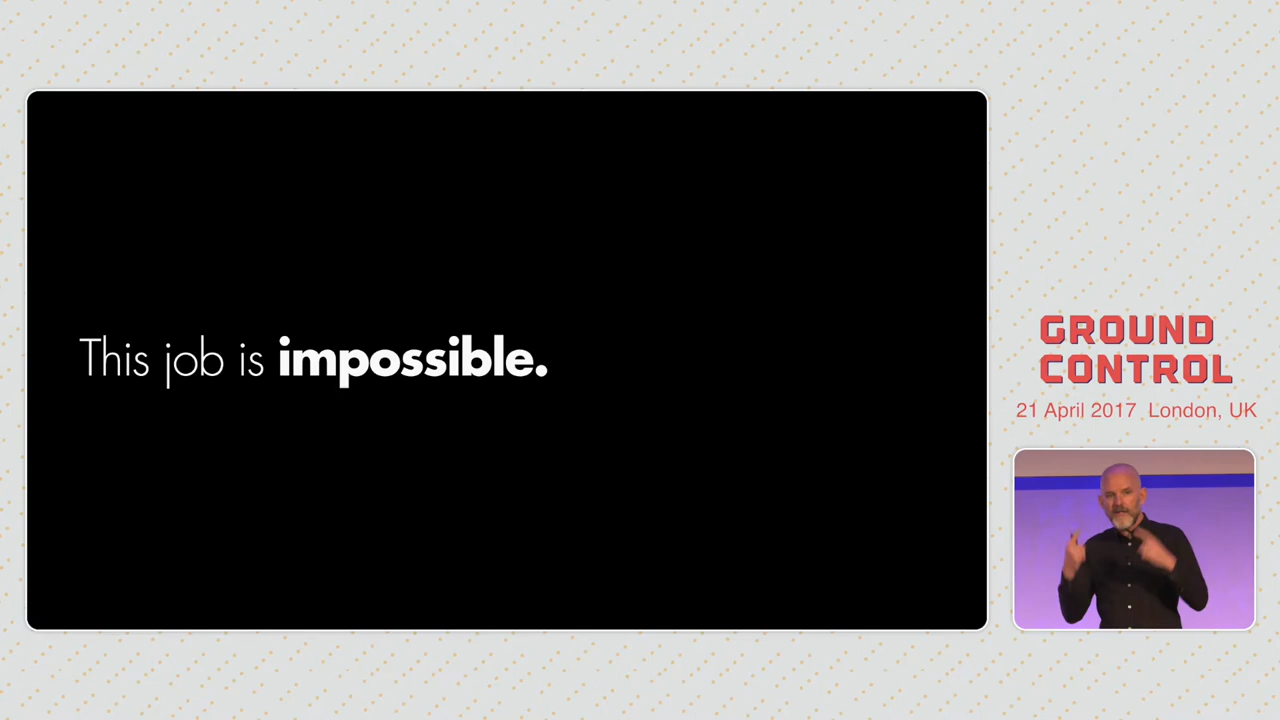 This job is impossible.
GROUND
CONTROL
21 April 2017 London, UK